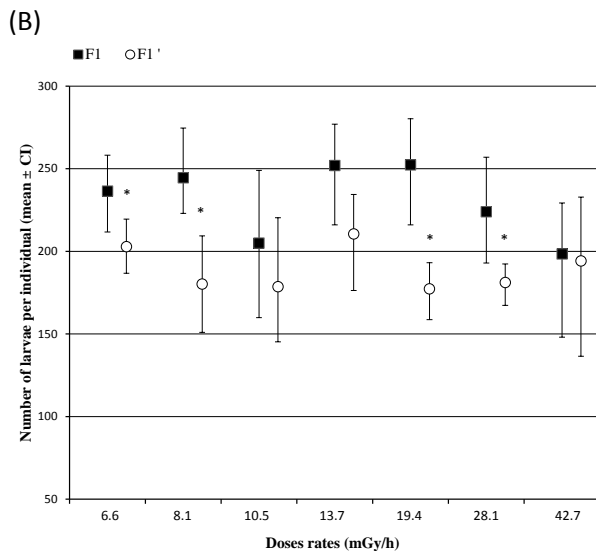 (B)
F1 F1 '
300
250
200
150
100
50
* * * *
6.6 8.1 10.5 13.7 19.4 28.1 42.7
Number of larvae per individual (mean ± CI)
Doses rates (mGy/h)